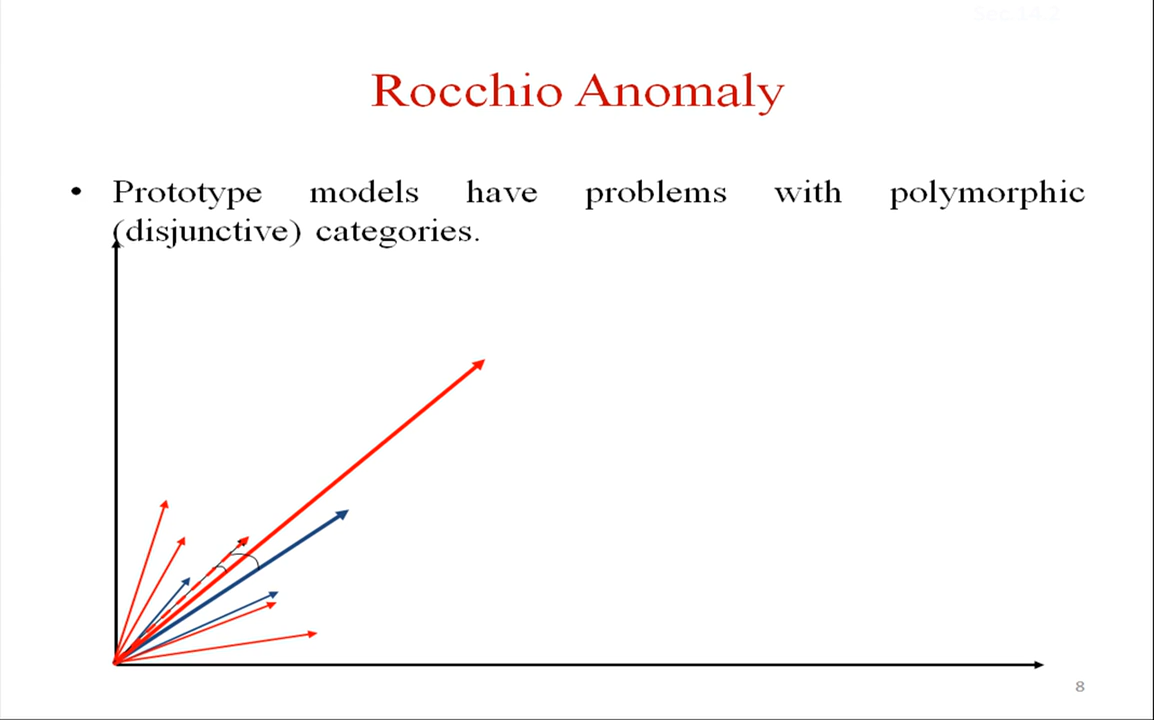 Rocchio Anomaly
• Prototype models have problems with polymorphic
(disjunctive) categories.
8